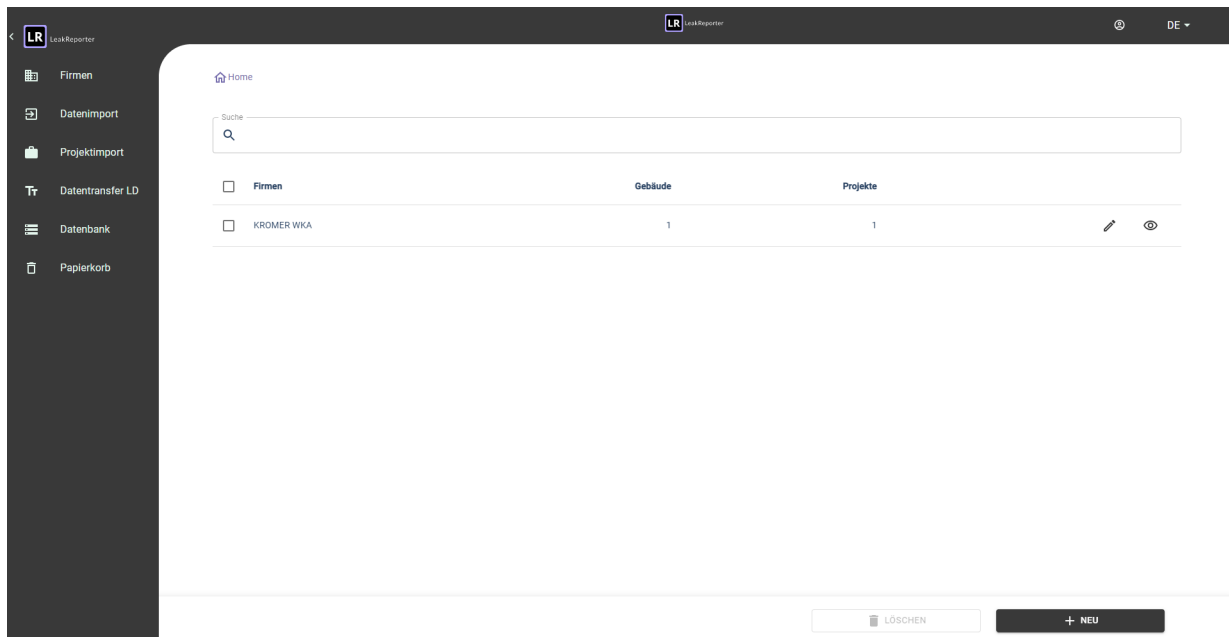 LR LeakReporter
LR LeakReporter
DE
Firmen
Datenimport
Projektimport
Tт Datentransfer LD
Datenbank
Papierkorb
Home
Suche
Firmen Gebäude Projekte
KROMER WKA 1 1
LÖSCHEN
+ NEU